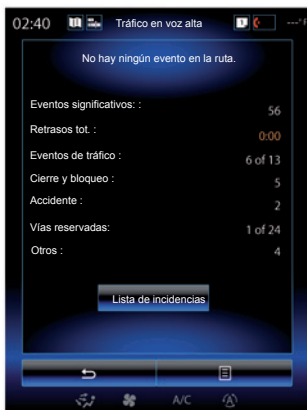 02:40 Tráfico en voz alta ---°F
No hay ningún evento en la ruta.
Eventos significativos: : 56
Retrasos tot. : 0:00
Eventos de tráfico : 6 of 13
Cierre y bloqueo : 5
Accidente : 2
Vías reservadas: 1 of 24
Otros : 4
Lista de incidencias
A/C